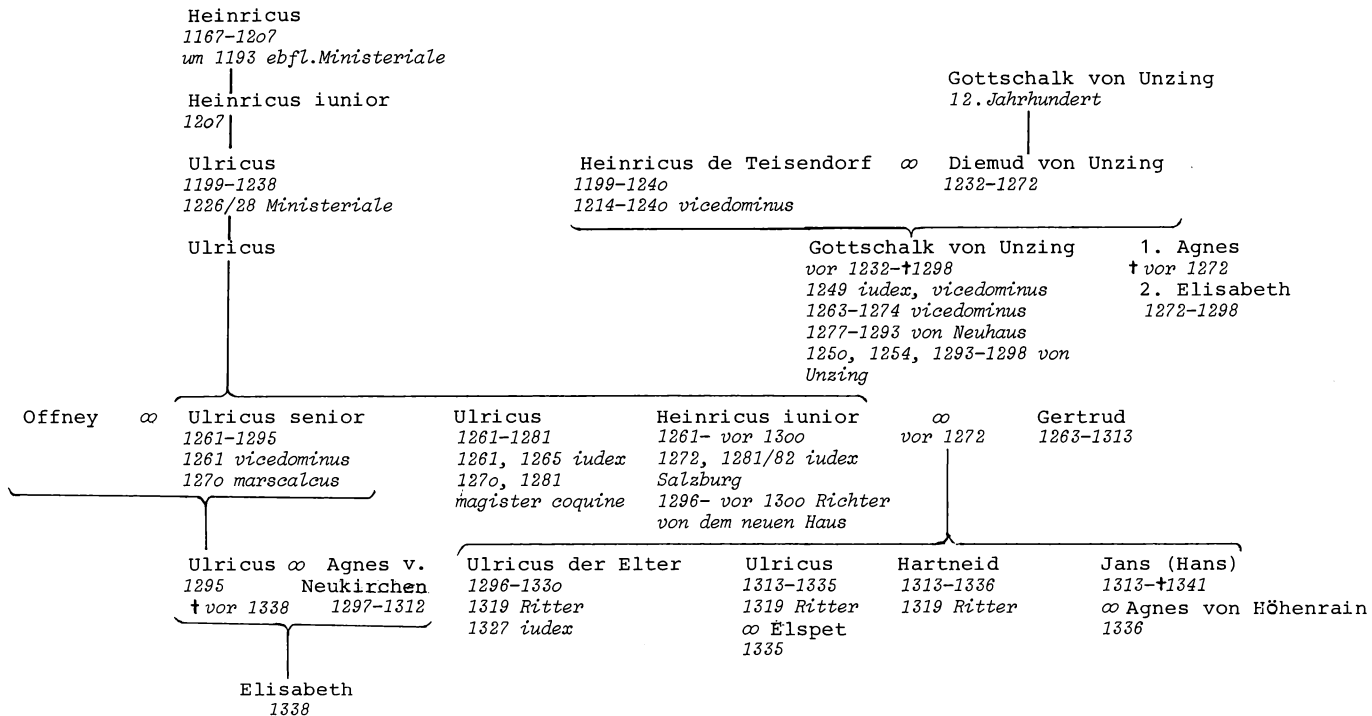 Heinricus
1167-12o7
um 1193 ebfl.Ministeriale
Gottschalk von Unzing
12.Jahrhundert
Heinricus iunior
12o7
Ulricus
1199-1238
1226/28 Ministeriale
Heinricus de Teisendorf ∞ Diemud von Unzing
1199-124o
1214-124o vicedominus
1232-1272
Ulricus
Gottschalk von Unzing
vor 1232-†1298
1249 iudex, vicedominus
1263-1274 vicedominus
1277-1293 von Neuhaus
125o, 1254, 1293-1298 von
Unzing
1. Agnes
† vor 1272
2. Elisabeth
1272-1298
Offney ∞ Ulricus senior
1261-1295
1261 vicedominus
127o marscalcus
Ulricus
1261-1281
1261, 1265 iudex
127o, 1281
magister coquine
Heinricus iunior
1261- vor 13oo
1272, 1281/82 iudex
Salzburg
1296- vor 13oo Richter
von dem neuen Haus
∞
vor 1272
Gertrud
1263-1313
Ulricus ∞ Agnes v.
Neukirchen
1295
† vor 1338
1297-1312
Ulricus der Elter
1296-133o
1319 Ritter
1327 iudex
Ulricus
1313-1335
1319 Ritter
∞ Elspet
1335
Hartneid
1313-1336
1319 Ritter
Jans (Hans)
1313-†1341
∞ Agnes von Höhenrain
1336
Elisabeth
1338